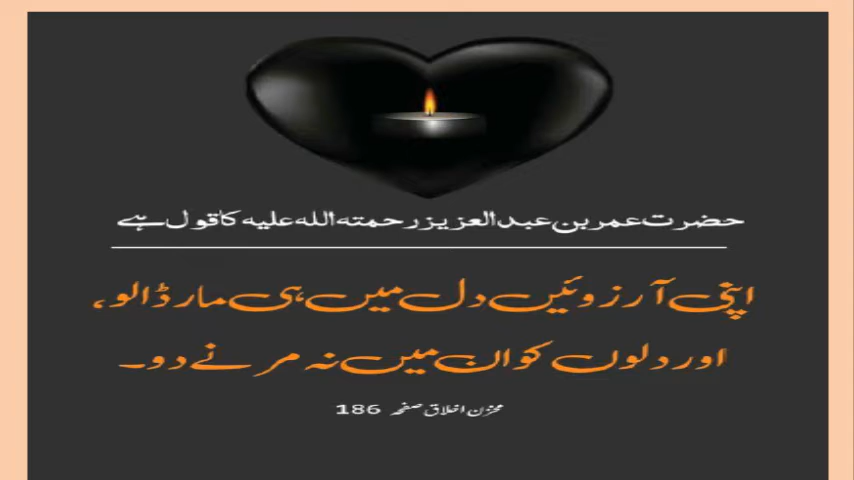 حضرت عمر بن عبدالعزیز رحمتہ اللہ علیہ کا قول ہے
اپنی آرزوئیں دل میں ہی مار ڈالو،
اور دلوں کو ان میں نہ مرنے دو۔
مخزن اخلاق صفحہ 186